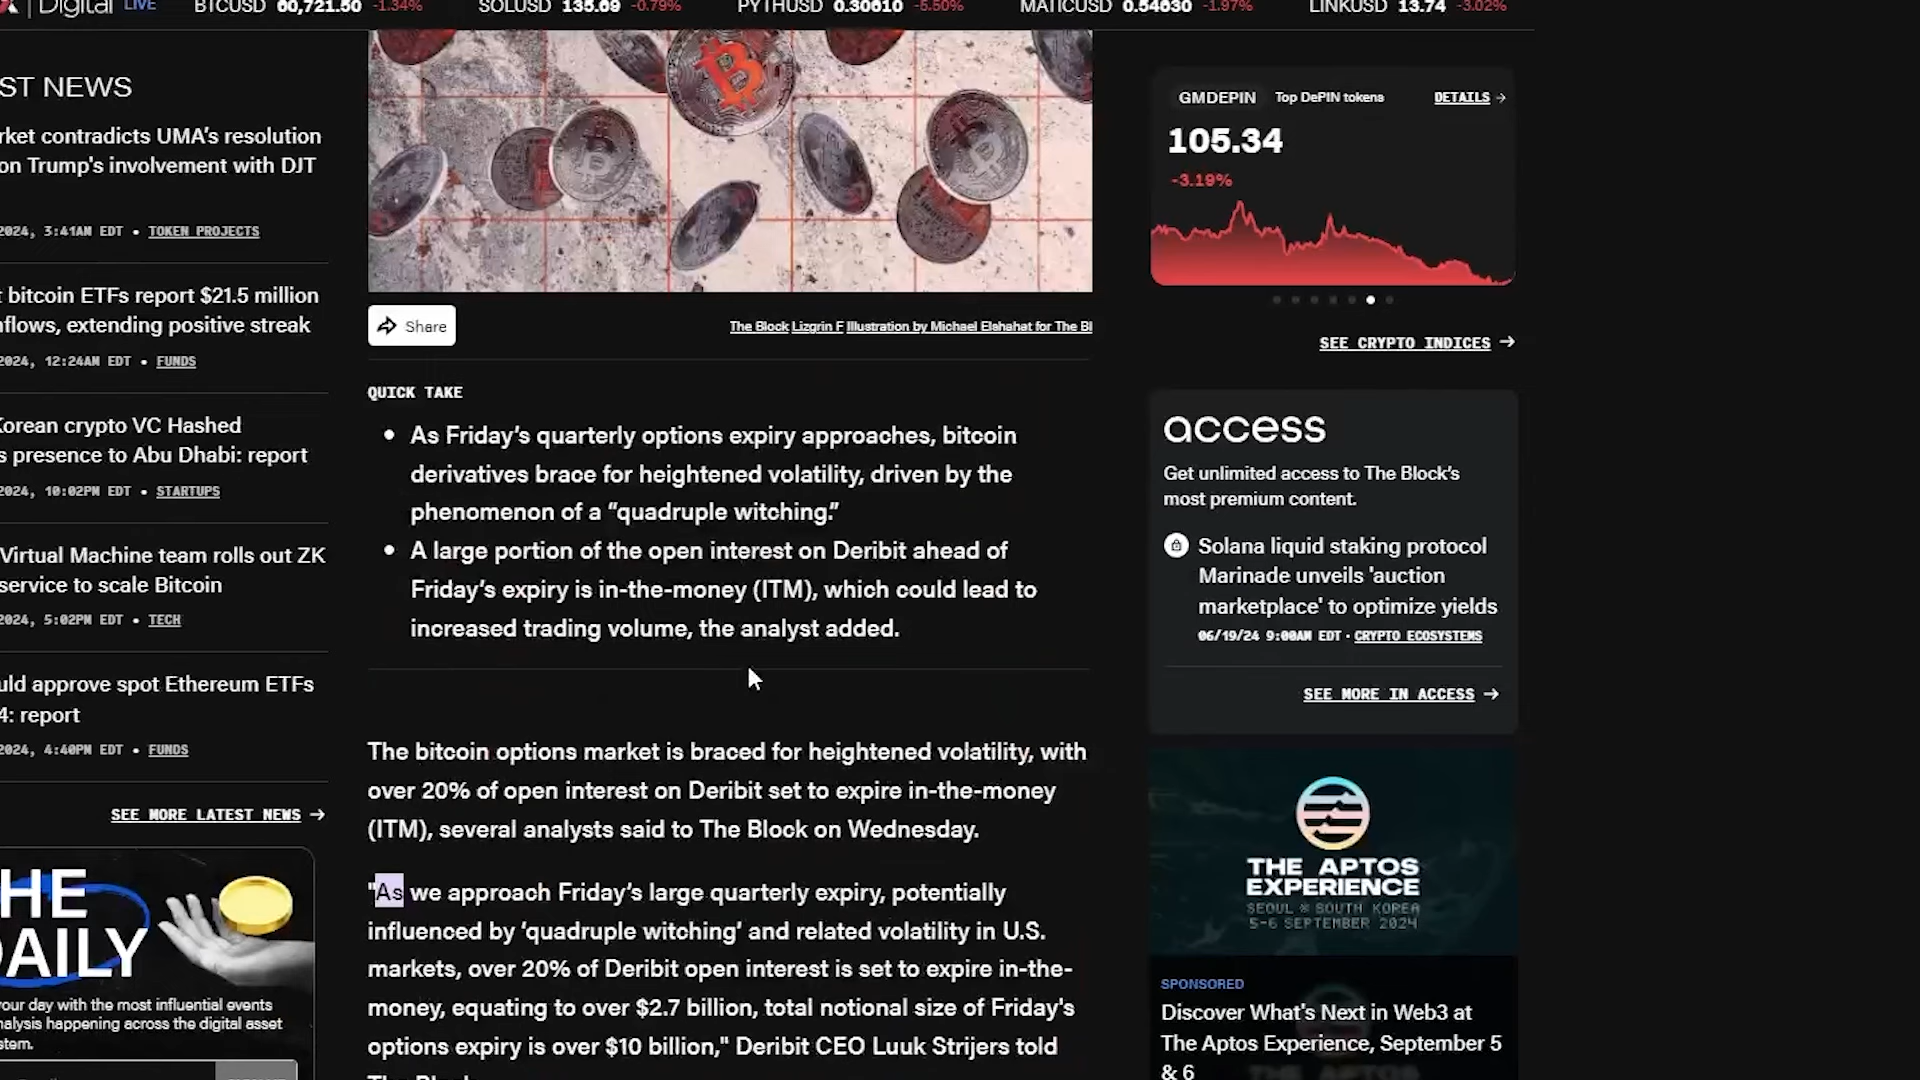 Digital LIVE BTCUSD 60,721.50 -1.34% SOLUSD 135.69 -0.79% PYTHUSD 0.30610 -5.50% MATICUSD 0.54630 -1.97% LINKUSD 13.74 -3.02%
ST NEWS
rket contradicts UMA's resolution
on Trump's involvement with DJT
2024, 3:41AM EDT • TOKEN PROJECTS
t bitcoin ETFs report $21.5 million
nflows, extending positive streak
2024, 12:24AM EDT • FUNDS
Korean crypto VC Hashed
s presence to Abu Dhabi: report
2024, 10:02PM EDT • STARTUPS
Virtual Machine team rolls out ZK
service to scale Bitcoin
2024, 5:02PM EDT • TECH
uld approve spot Ethereum ETFs
4: report
2024, 4:40PM EDT • FUNDS
SEE MORE LATEST NEWS →
HE
DAILY
your day with the most influential events
nalysis happening across the digital asset
stem.
Share
The Block Lizgrin F Illustration by Michael Elshahat for The Bl
QUICK TAKE
• As Friday's quarterly options expiry approaches, bitcoin
derivatives brace for heightened volatility, driven by the
phenomenon of a “quadruple witching.”
• A large portion of the open interest on Deribit ahead of
Friday's expiry is in-the-money (ITM), which could lead to
increased trading volume, the analyst added.
The bitcoin options market is braced for heightened volatility, with
over 20% of open interest on Deribit set to expire in-the-money
(ITM), several analysts said to The Block on Wednesday.
"As we approach Friday's large quarterly expiry, potentially
influenced by ‘quadruple witching’ and related volatility in U.S.
markets, over 20% of Deribit open interest is set to expire in-the-
money, equating to over $2.7 billion, total notional size of Friday's
options expiry is over $10 billion," Deribit CEO Luuk Strijers told
GMDEPIN Top DePIN tokens DETAILS →
105.34
-3.19%
SEE CRYPTO INDICES →
access
Get unlimited access to The Block's
most premium content.
Solana liquid staking protocol
Marinade unveils 'auction
marketplace' to optimize yields
06/19/24 9:00AM EDT • CRYPTO ECOSYSTEMS
SEE MORE IN ACCESS →
THE APTOS
EXPERIENCE
SEOUL ※ SOUTH KOREA
5-6 SEPTEMBER 2024
SPONSORED
Discover What's Next in Web3 at
The Aptos Experience, September 5
& 6